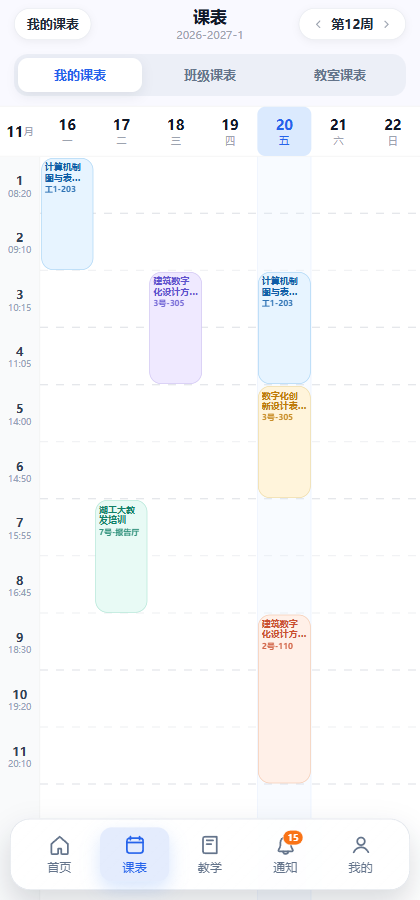 我的课表
课表
2026-2027-1
第12周
我的课表
班级课表
教室课表
11月
16
一
17
二
18
三
19
四
20
五
21
六
22
日
1
08:20
计算机制
图与表...
工1-203
2
09:10
3
10:15
建筑数字
化设计方...
3号-305
计算机制
图与表...
工1-203
4
11:05
5
14:00
数字化创
新设计表...
3号-305
6
14:50
7
15:55
湖工大教
发培训
7号-报告厅
8
16:45
9
18:30
建筑数字
化设计方...
2号-110
10
19:20
11
20:10
首页
课表
教学
15
通知
我的